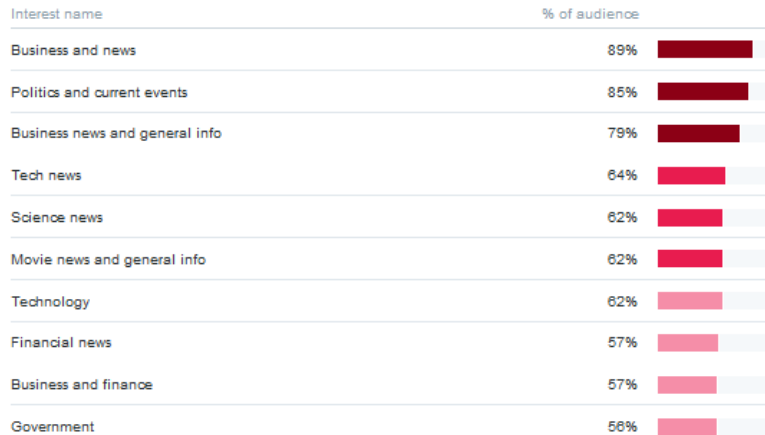 Interest name % of audience
Business and news 89%
Politics and current events 85%
Business news and general info 79%
Tech news 64%
Science news 62%
Movie news and general info 62%
Technology 62%
Financial news 57%
Business and finance 57%
Government 56%